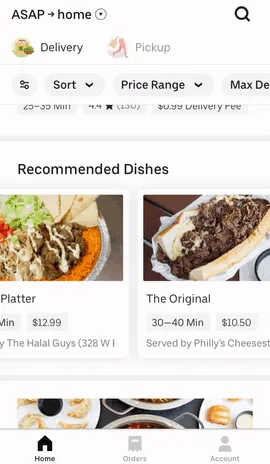 ASAP → home
Delivery
Pickup
Sort
Price Range
Max De
25–35 Min
4.4 ★ (130)
$0.99 Delivery Fee
Recommended Dishes
Platter
Min
$12.99
y The Halal Guys (328 W E
The Original
30–40 Min
$10.50
Served by Philly's Cheesest
Home
Orders
Account